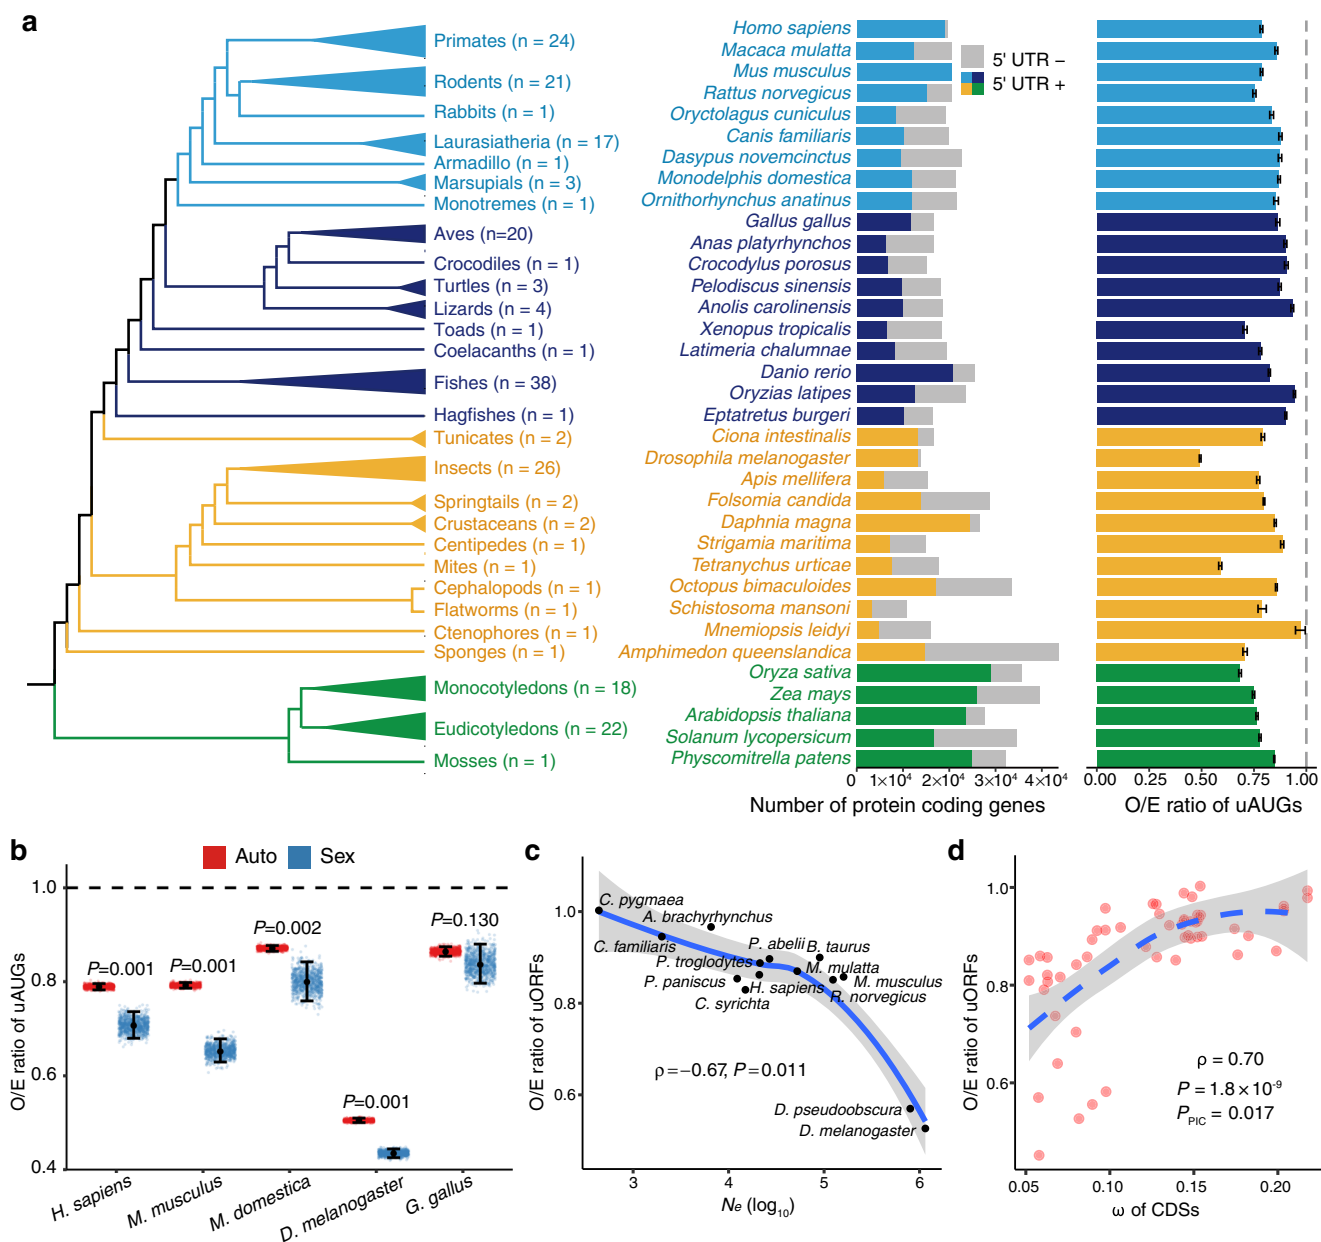 a
Primates (n = 24)
Rodents (n = 21)
Rabbits (n = 1)
Laurasiatheria (n = 17)
Armadillo (n = 1)
Marsupials (n = 3)
Monotremes (n = 1)
Aves (n=20)
Crocodiles (n = 1)
Turtles (n = 3)
Lizards (n = 4)
Toads (n = 1)
Coelacanths (n = 1)
Fishes (n = 38)
Hagfishes (n = 1)
Tunicates (n = 2)
Insects (n = 26)
Springtails (n = 2)
Crustaceans (n = 2)
Centipedes (n = 1)
Mites (n = 1)
Cephalopods (n = 1)
Flatworms (n = 1)
Ctenophores (n = 1)
Sponges (n = 1)
Monocotyledons (n = 18)
Eudicotyledons (n = 22)
Mosses (n = 1)
Homo sapiens
Macaca mulatta
Mus musculus
Rattus norvegicus
Oryctolagus cuniculus
Canis familiaris
Dasypus novemcinctus
Monodelphis domestica
Ornithorhynchus anatinus
Gallus gallus
Anas platyrhynchos
Crocodylus porosus
Pelodiscus sinensis
Anolis carolinensis
Xenopus tropicalis
Latimeria chalumnae
Danio rerio
Oryzias latipes
Eptatretus burgeri
Ciona intestinalis
Drosophila melanogaster
Apis mellifera
Folsomia candida
Daphnia magna
Strigamia maritima
Tetranychus urticae
Octopus bimaculoides
Schistosoma mansoni
Mnemiopsis leidyi
Amphimedon queenslandica
Oryza sativa
Zea mays
Arabidopsis thaliana
Solanum lycopersicum
Physcomitrella patens
5' UTR −
5' UTR +
0 1×10⁴ 2×10⁴ 3×10⁴ 4×10⁴
Number of protein coding genes
0.00 0.25 0.50 0.75 1.00
O/E ratio of uAUGs
b
Auto Sex
O/E ratio of uAUGs
1.0
0.8
0.6
0.4
P=0.001
P=0.001
P=0.002
P=0.001
P=0.130
H. sapiens
M. musculus
M. domestica
D. melanogaster
G. gallus
c
O/E ratio of uORFs
1.0
0.8
0.6
C. pygmaea
A. brachyrhynchus
C. familiaris
P. abelii
B. taurus
P. troglodytes
M. mulatta
P. paniscus
H. sapiens
M. musculus
C. syrichta
R. norvegicus
ρ=−0.67, P=0.011
D. pseudoobscura
D. melanogaster
3 4 5 6
Ne (log₁₀)
d
O/E ratio of uORFs
1.0
0.8
0.6
ρ = 0.70
P = 1.8×10⁻⁹
P_PIC = 0.017
0.05 0.10 0.15 0.20
ω of CDSs